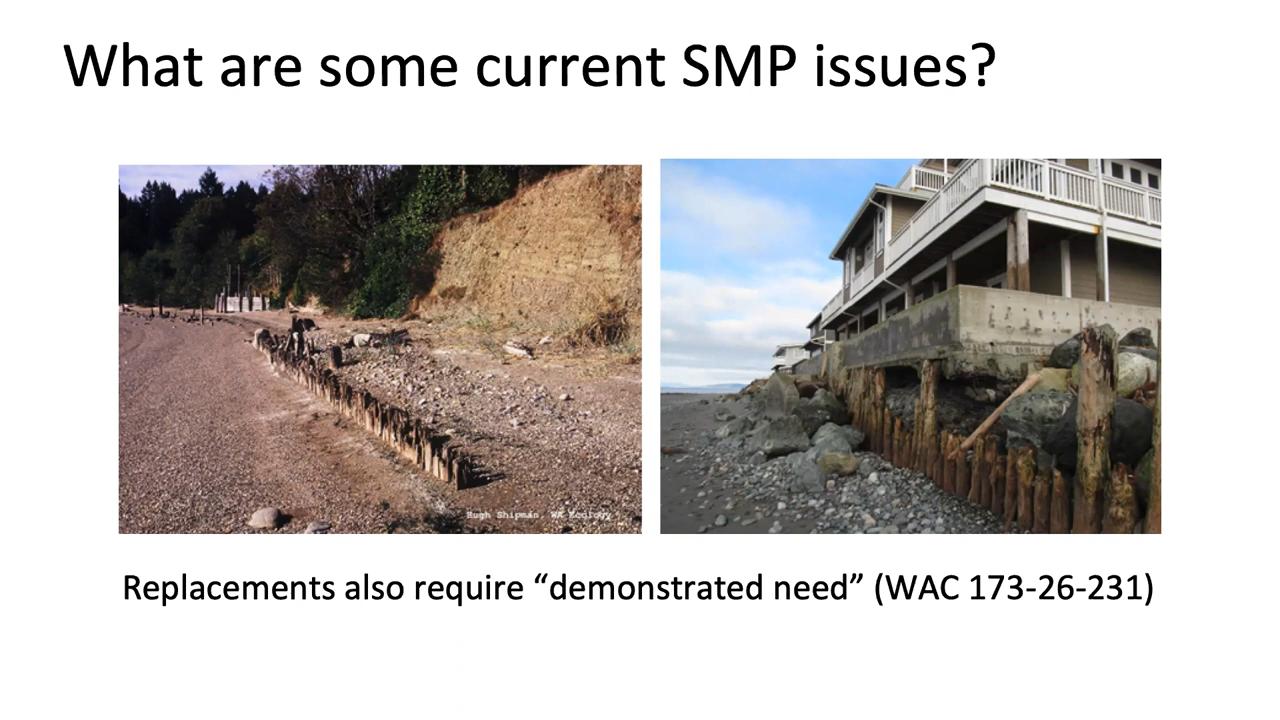 What are some current SMP issues?
Hugh Shipman, WA Ecology
Replacements also require “demonstrated need” (WAC 173-26-231)